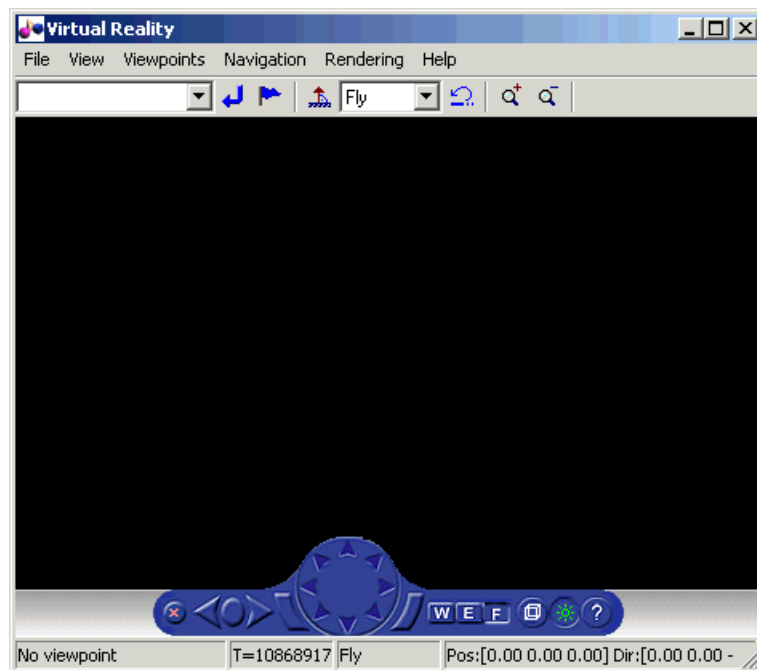 Virtual Reality
File View Viewpoints Navigation Rendering Help
Fly
W E F ?
No viewpoint T=10868917 Fly Pos:[0.00 0.00 0.00] Dir:[0.00 0.00 -